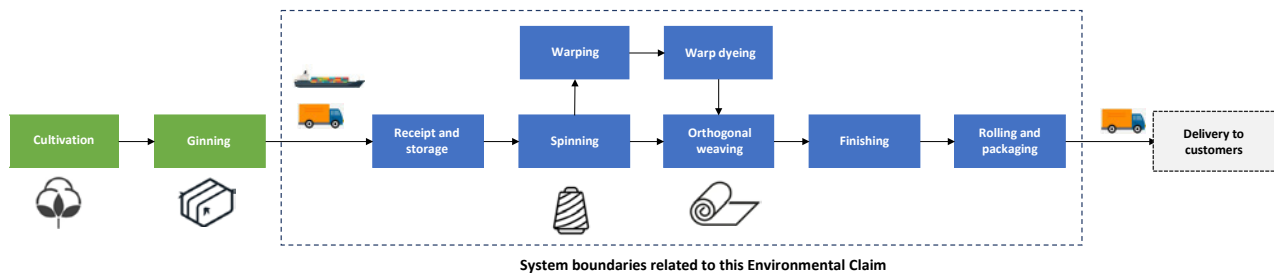 Warping
Warp dyeing
Cultivation
Ginning
Receipt and
storage
Spinning
Orthogonal
weaving
Finishing
Rolling and
packaging
Delivery to
customers
System boundaries related to this Environmental Claim